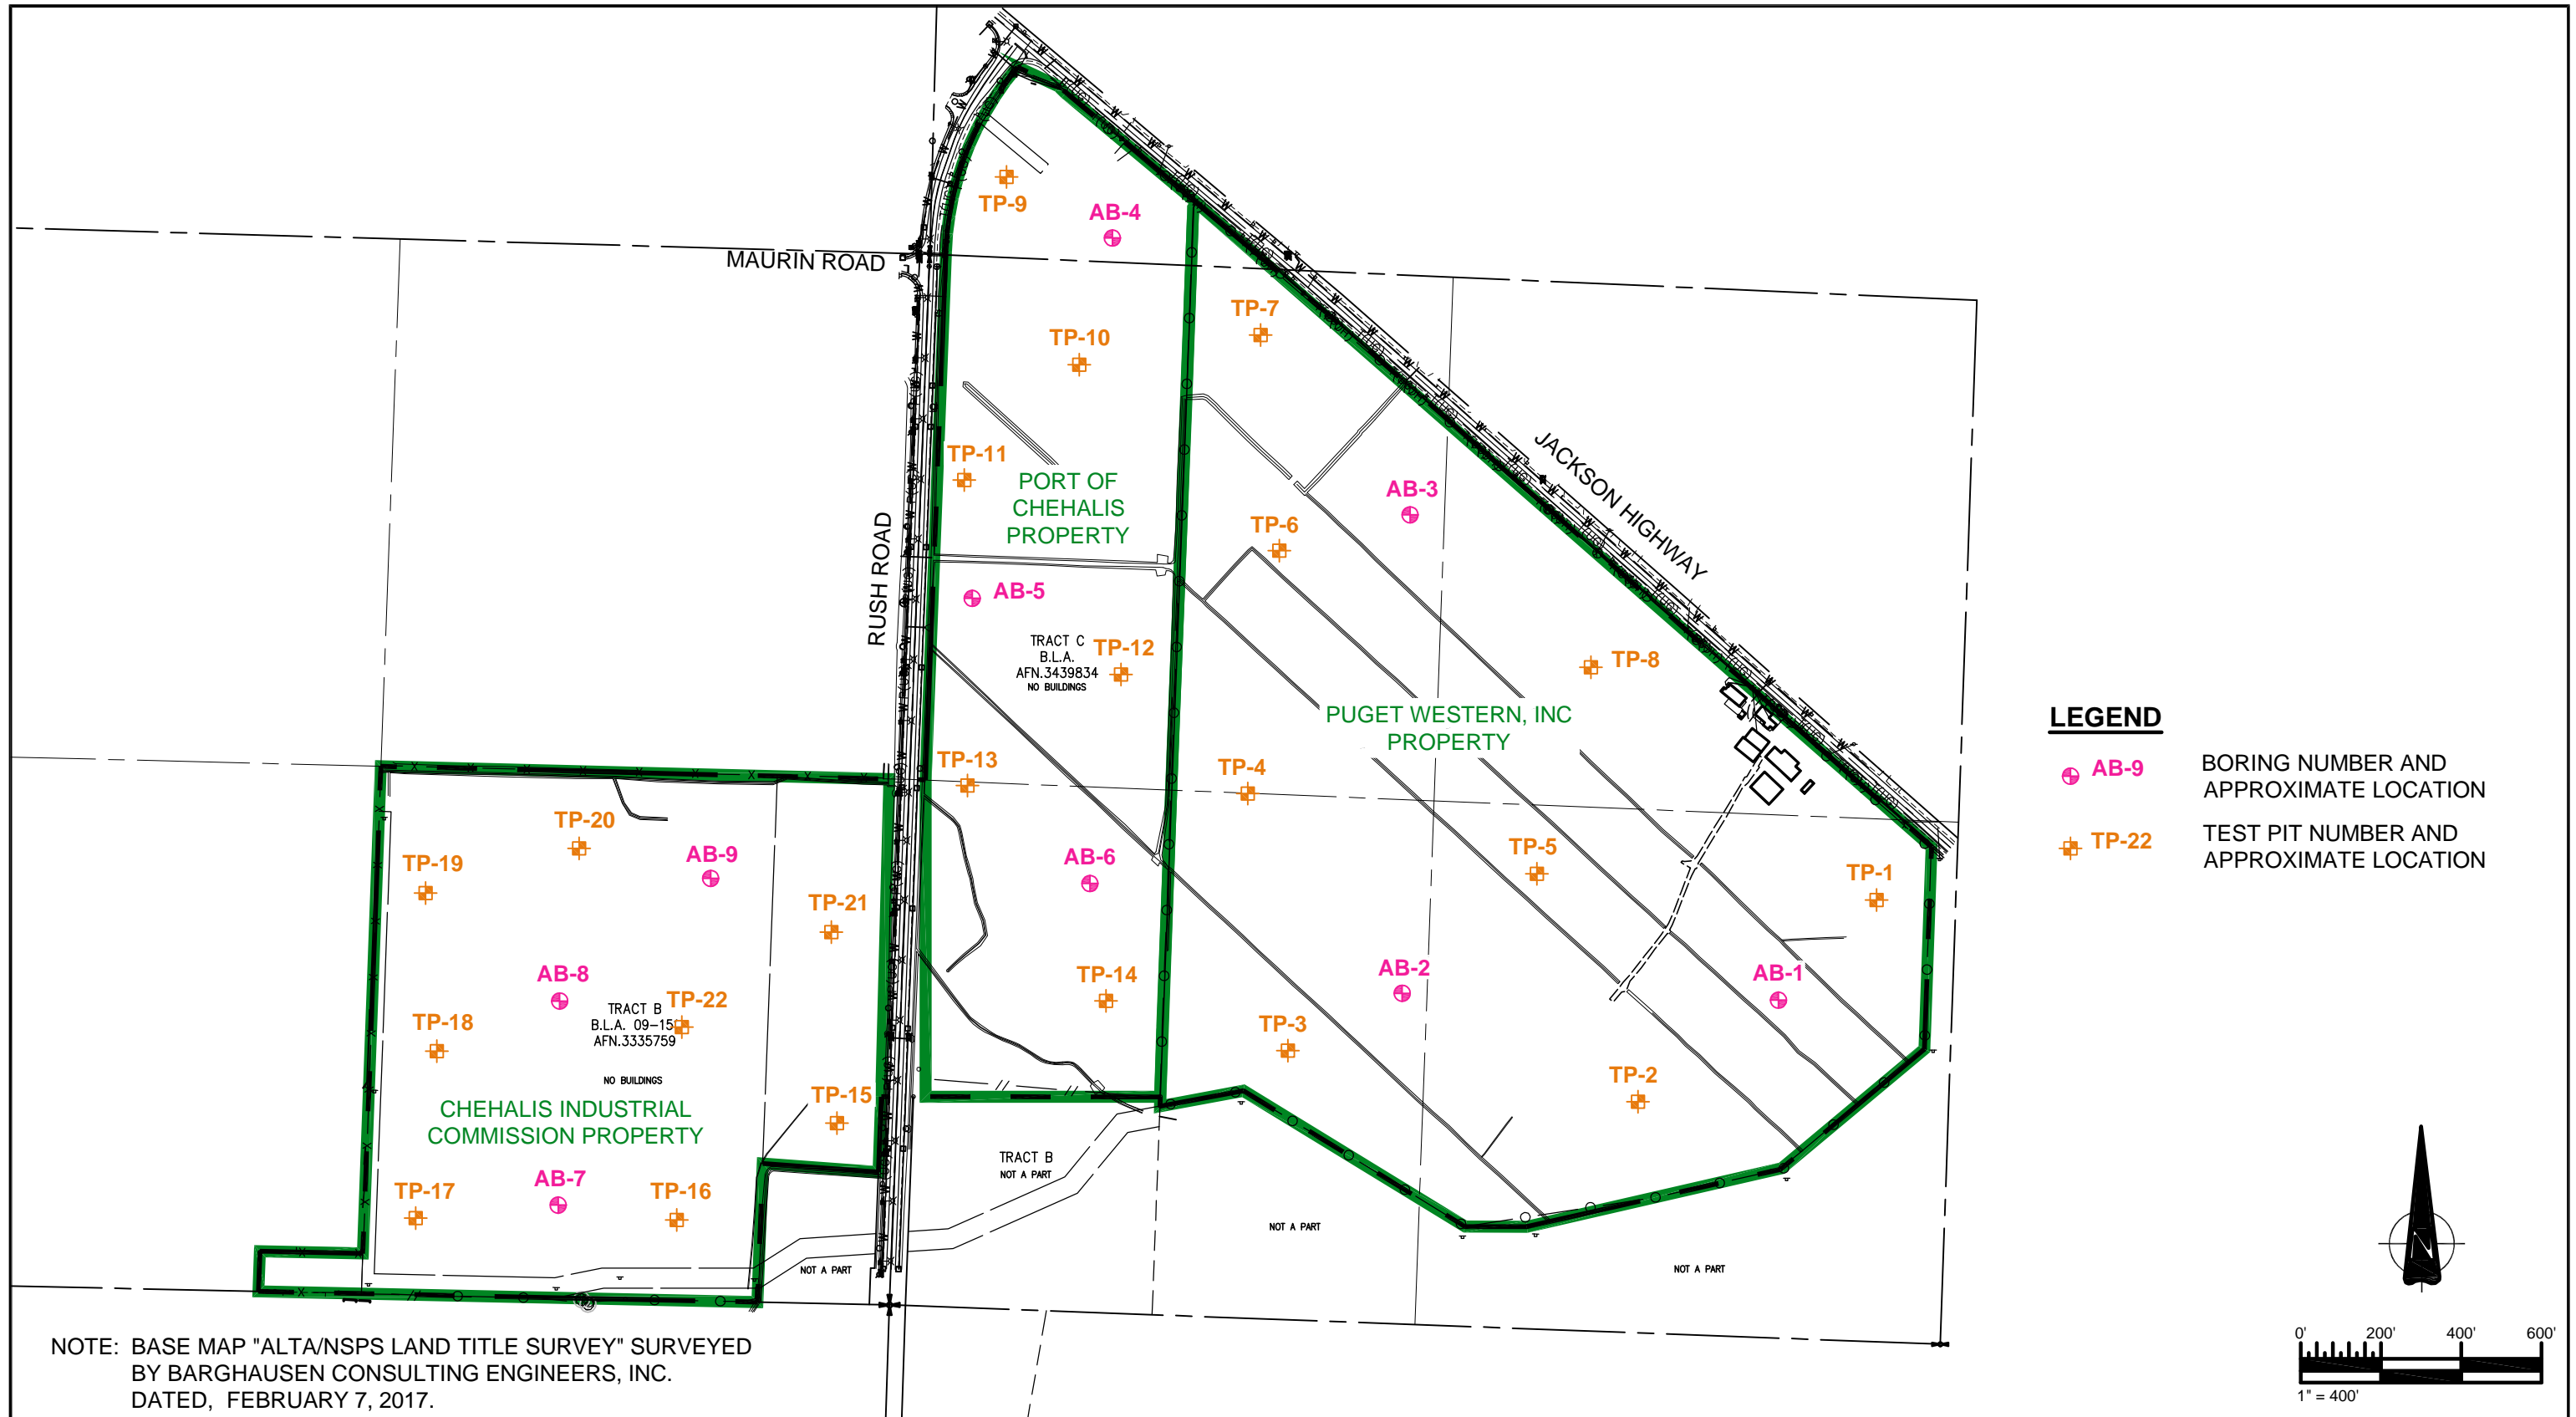 TP-9
AB-4
MAURIN ROAD
TP-7
TP-10
JACKSON HIGHWAY
TP-11
PORT OF
CHEHALIS
PROPERTY
AB-3
TP-6
RUSH ROAD
AB-5
TRACT C
B.L.A.
AFN.3439834
NO BUILDINGS
TP-12
TP-8
PUGET WESTERN, INC
PROPERTY
TP-13
TP-4
TP-5
TP-1
AB-6
AB-2
AB-1
TP-14
TP-3
TP-2
TP-20
TP-19
AB-9
TP-21
AB-8
TRACT B
B.L.A. 09-15
AFN.3335759
TP-22
TP-18
NO BUILDINGS
TP-15
CHEHALIS INDUSTRIAL
COMMISSION PROPERTY
TP-17
AB-7
TP-16
TRACT B
NOT A PART
NOT A PART
NOT A PART
NOT A PART
LEGEND
AB-9
BORING NUMBER AND
APPROXIMATE LOCATION
TP-22
TEST PIT NUMBER AND
APPROXIMATE LOCATION
0' 200' 400' 600'
1" = 400'
NOTE: BASE MAP "ALTA/NSPS LAND TITLE SURVEY" SURVEYED
BY BARGHAUSEN CONSULTING ENGINEERS, INC.
DATED, FEBRUARY 7, 2017.